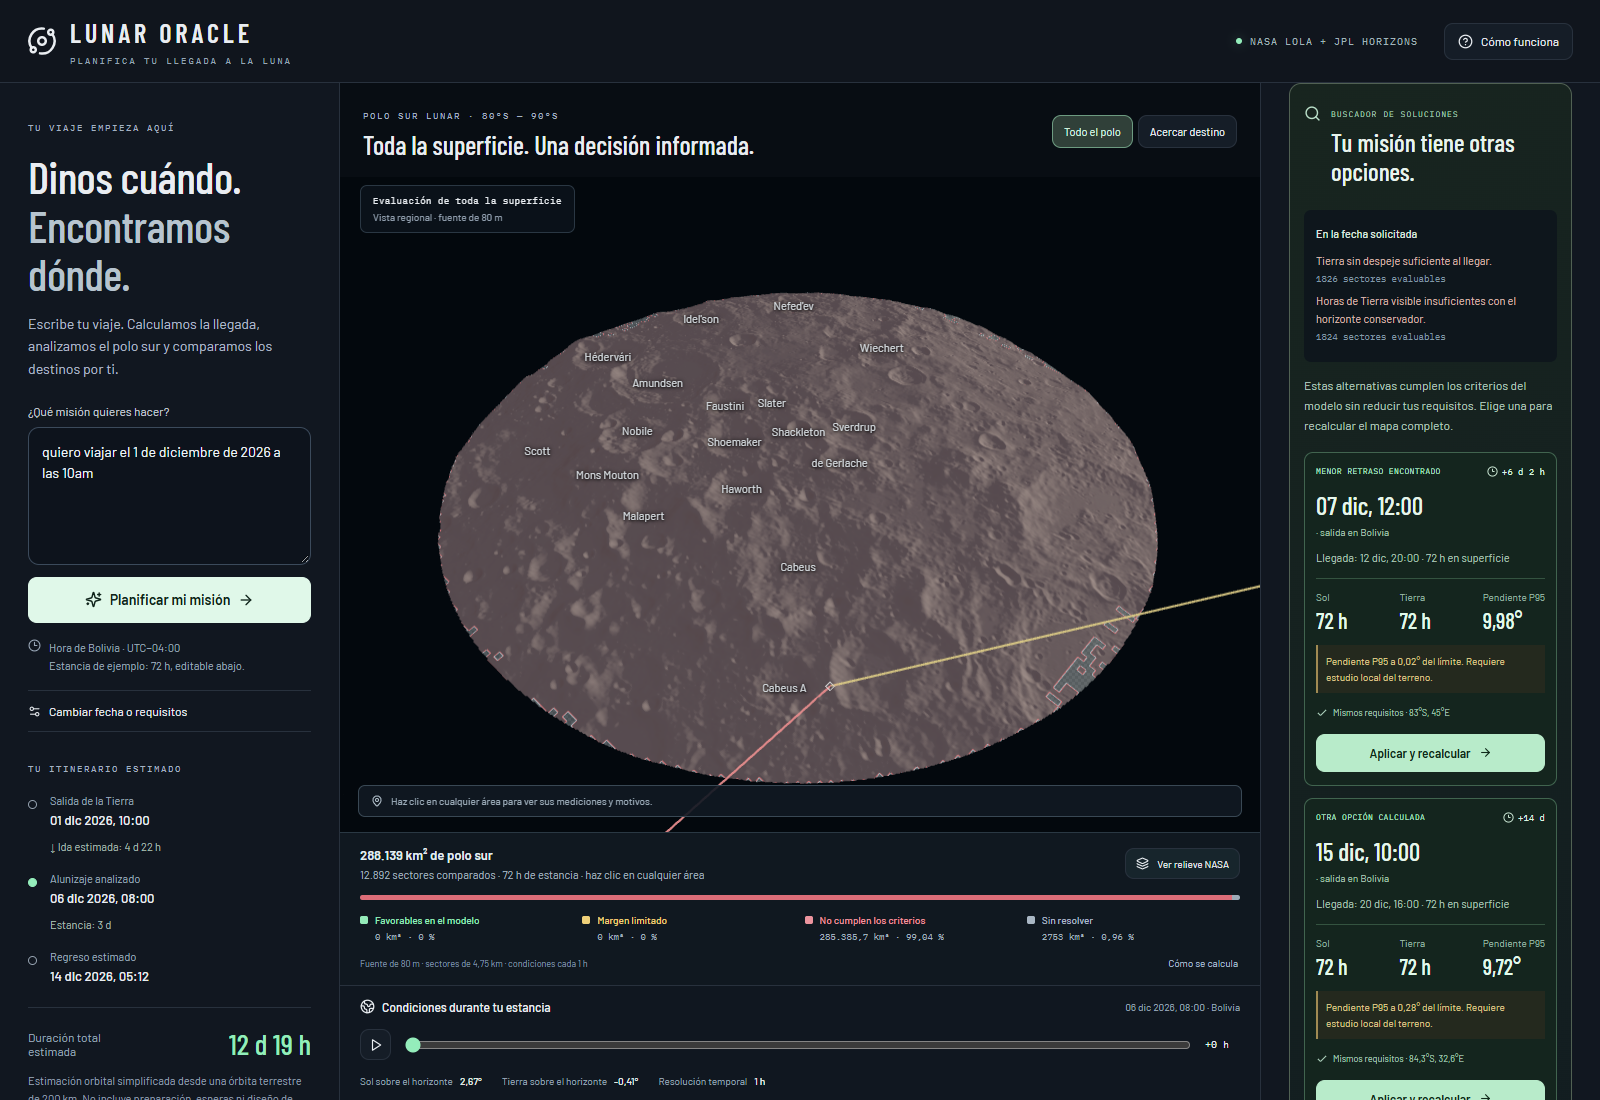 LUNAR ORACLE
PLANIFICA TU LLEGADA A LA LUNA
NASA LOLA + JPL HORIZONS
Cómo funciona
TU VIAJE EMPIEZA AQUÍ
Dinos cuándo.
Encontramos
dónde.
Escribe tu viaje. Calculamos la llegada,
analizamos el polo sur y comparamos los
destinos por ti.
¿Qué misión quieres hacer?
quiero viajar el 1 de diciembre de 2026 a
las 10am
Planificar mi misión
Hora de Bolivia · UTC−04:00
Estancia de ejemplo: 72 h, editable abajo.
Cambiar fecha o requisitos
TU ITINERARIO ESTIMADO
Salida de la Tierra
01 dic 2026, 10:00
↓ Ida estimada: 4 d 22 h
Alunizaje analizado
06 dic 2026, 08:00
Estancia: 3 d
Regreso estimado
14 dic 2026, 05:12
Duración total
estimada
12 d 19 h
Estimación orbital simplificada desde una órbita terrestre
de 200 km. No incluye preparación, esperas ni diseño de
POLO SUR LUNAR · 80°S — 90°S
Toda la superficie. Una decisión informada.
Todo el polo
Acercar destino
Evaluación de toda la superficie
Vista regional · fuente de 80 m
Nefed'ev
Idel'son
Wiechert
Hédervári
Amundsen
Faustini
Slater
Nobile
Shoemaker
Shackleton
Sverdrup
Scott
de Gerlache
Mons Mouton
Haworth
Malapert
Cabeus
Cabeus A
Haz clic en cualquier área para ver sus mediciones y motivos.
288.139 km² de polo sur
12.892 sectores comparados · 72 h de estancia · haz clic en cualquier área
Ver relieve NASA
Favorables en el modelo
0 km² · 0 %
Margen limitado
0 km² · 0 %
No cumplen los criterios
285.385,7 km² · 99,04 %
Sin resolver
2753 km² · 0,96 %
Fuente de 80 m · sectores de 4,75 km · condiciones cada 1 h
Cómo se calcula
Condiciones durante tu estancia
06 dic 2026, 08:00 · Bolivia
+0 h
Sol sobre el horizonte 2,67°
Tierra sobre el horizonte −0,41°
Resolución temporal 1 h
BUSCADOR DE SOLUCIONES
Tu misión tiene otras
opciones.
En la fecha solicitada
Tierra sin despeje suficiente al llegar.
1826 sectores evaluables
Horas de Tierra visible insuficientes con el
horizonte conservador.
1824 sectores evaluables
Estas alternativas cumplen los criterios del
modelo sin reducir tus requisitos. Elige una para
recalcular el mapa completo.
MENOR RETRASO ENCONTRADO
+6 d 2 h
07 dic, 12:00
· salida en Bolivia
Llegada: 12 dic, 20:00 · 72 h en superficie
Sol
72 h
Tierra
72 h
Pendiente P95
9,98°
Pendiente P95 a 0,02° del límite. Requiere
estudio local del terreno.
Mismos requisitos · 83°S, 45°E
Aplicar y recalcular
OTRA OPCIÓN CALCULADA
+14 d
15 dic, 10:00
· salida en Bolivia
Llegada: 20 dic, 16:00 · 72 h en superficie
Sol
72 h
Tierra
72 h
Pendiente P95
9,72°
Pendiente P95 a 0,28° del límite. Requiere
estudio local del terreno.
Mismos requisitos · 84,3°S, 32,6°E
Aplicar y recalcular